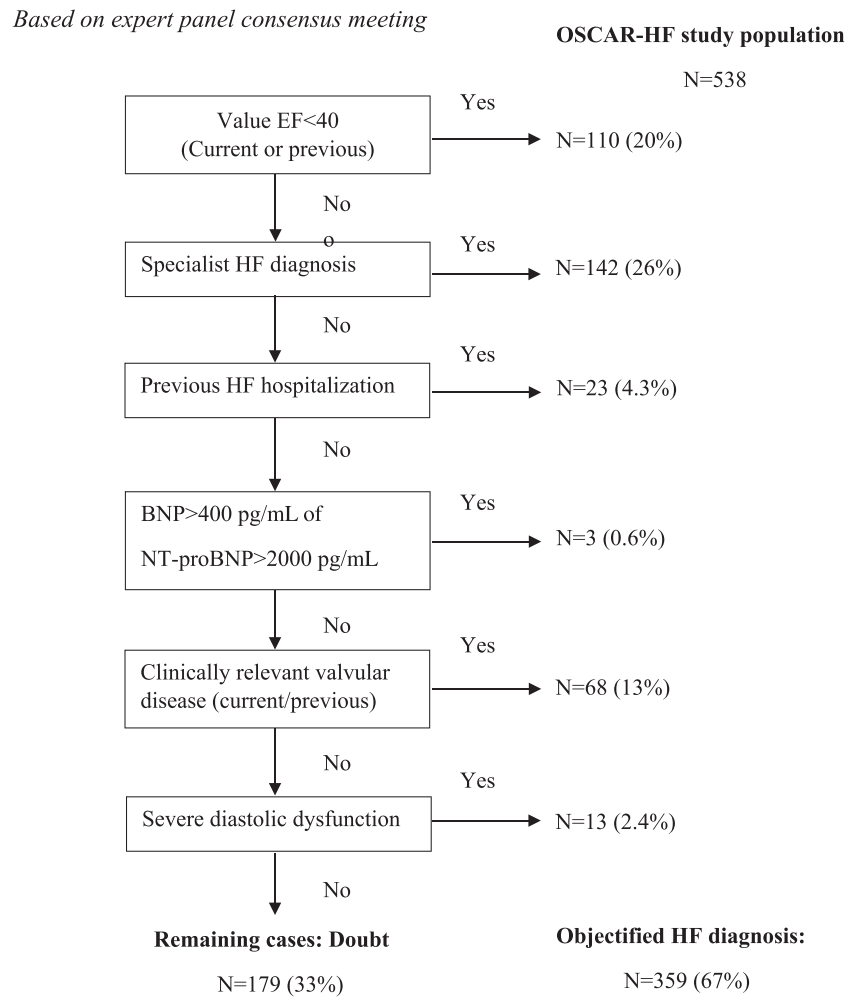 Based on expert panel consensus meeting
OSCAR-HF study population
N=538
Value EF<40
(Current or previous)
Yes
N=110 (20%)
No
o
Specialist HF diagnosis
Yes
N=142 (26%)
No
Previous HF hospitalization
Yes
N=23 (4.3%)
No
BNP>400 pg/mL of
NT-proBNP>2000 pg/mL
Yes
N=3 (0.6%)
No
Clinically relevant valvular
disease (current/previous)
Yes
N=68 (13%)
No
Severe diastolic dysfunction
Yes
N=13 (2.4%)
No
Remaining cases: Doubt
N=179 (33%)
Objectified HF diagnosis:
N=359 (67%)